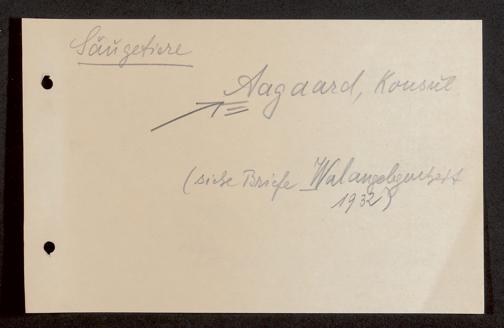 Säugetiere
Aagaard, Konsul
(siehe Briefe Walangelegenheit
1932)